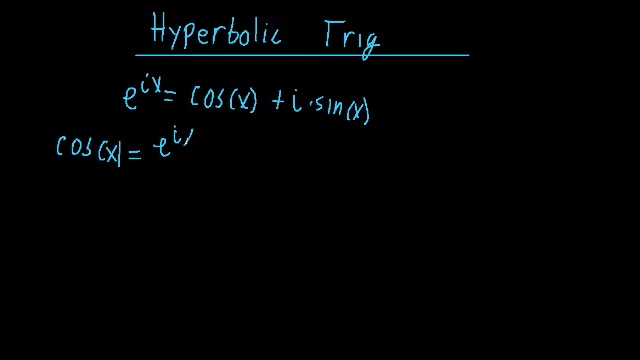 Hyperbolic Trig
e^{ix} = cos(x) + i·sin(x)
cos(x) = e^{i